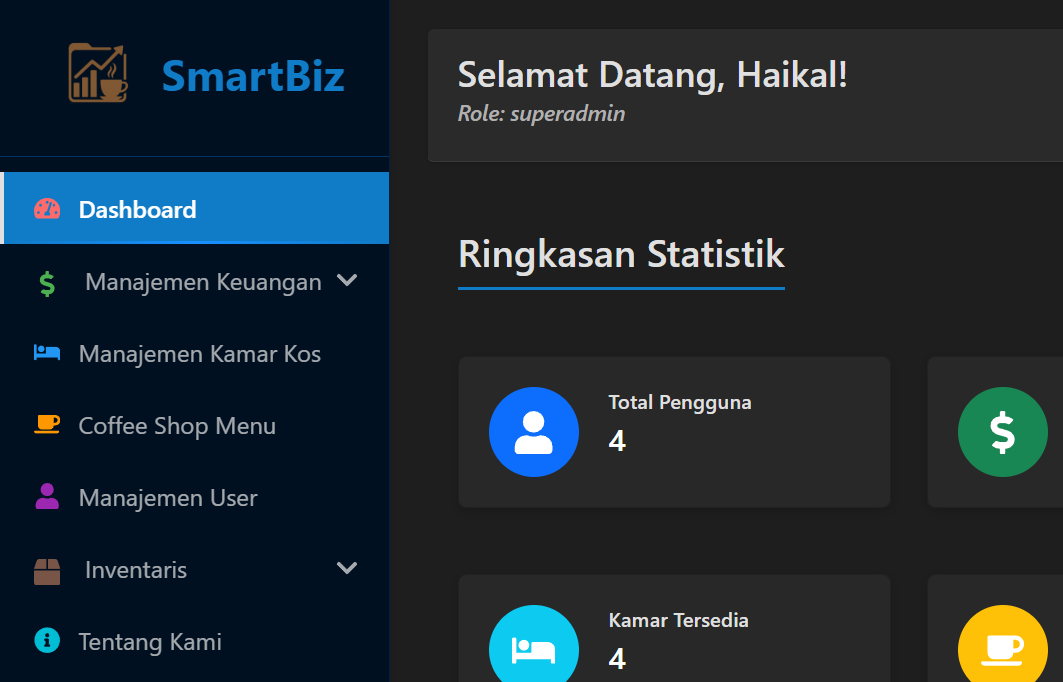 SmartBiz
Dashboard
Manajemen Keuangan
Manajemen Kamar Kos
Coffee Shop Menu
Manajemen User
Inventaris
Tentang Kami
Selamat Datang, Haikal!
Role: superadmin
Ringkasan Statistik
Total Pengguna
4
Kamar Tersedia
4